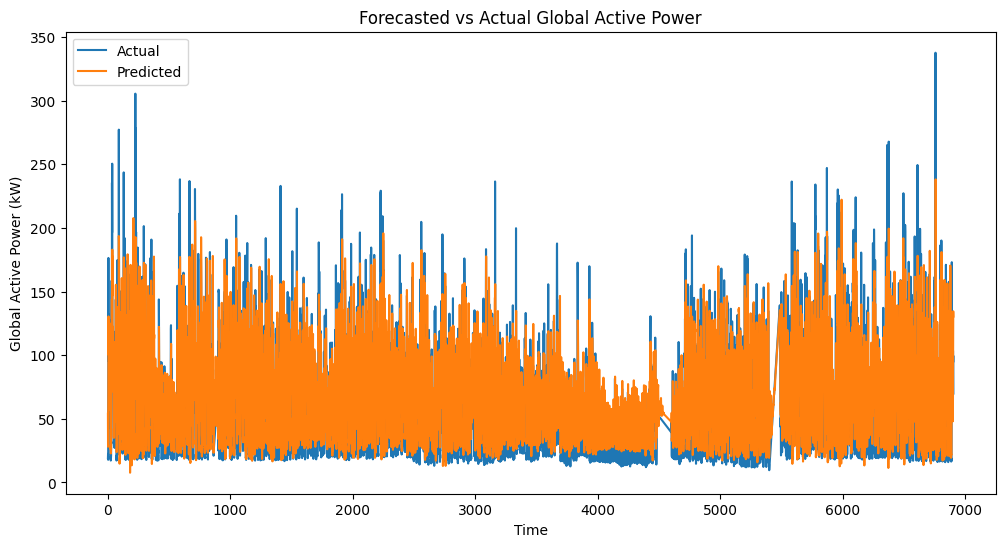 Forecasted vs Actual Global Active Power
Actual
Predicted
Global Active Power (kW)
350
300
250
200
150
100
50
0
0 1000 2000 3000 4000 5000 6000 7000
Time